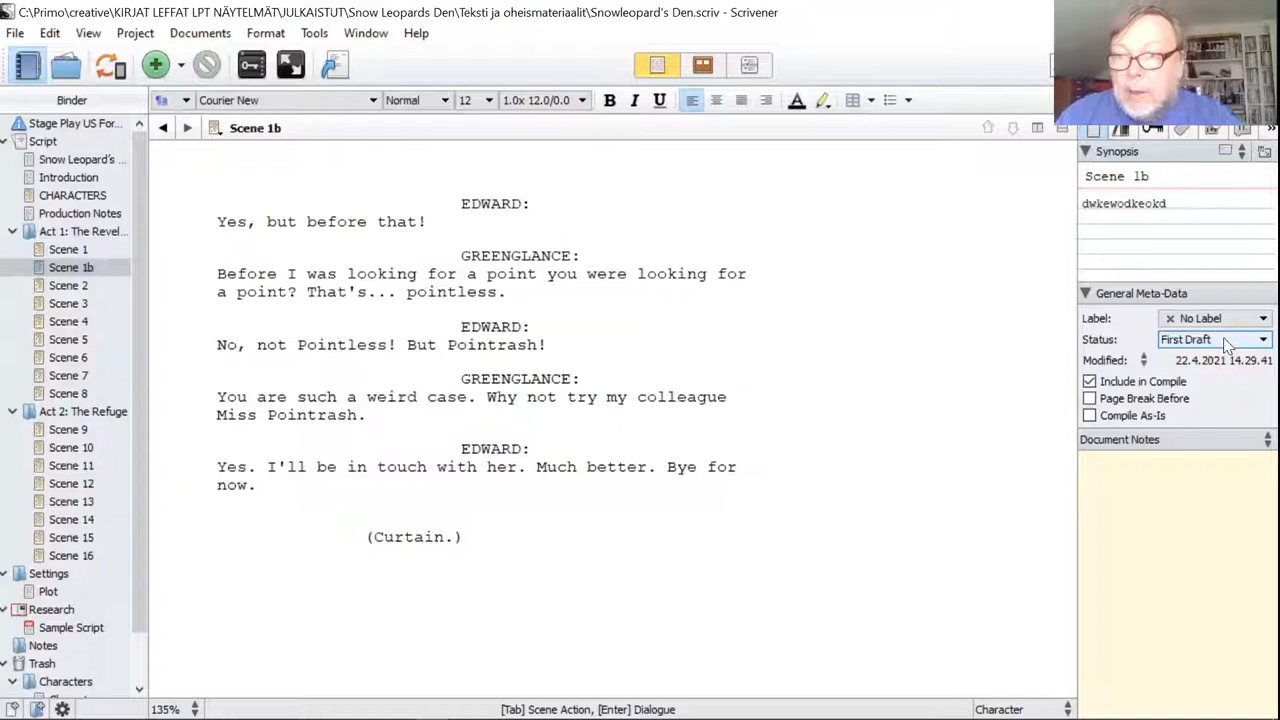 C:\Primo\creative\KIRJAT LEFFAT LPT NÄYTELMÄT\JULKAISTUT\Snow Leopards Den\Teksti ja oheismateriaalit\Snowleopard's Den.scriv - Scrivener
File Edit View Project Documents Format Tools Window Help
Binder
Courier New
Normal
12
1.0x 12.0/0.0
B I U A
Stage Play US For...
Script
Snow Leopard's ...
Introduction
CHARACTERS
Production Notes
Act 1: The Revel...
Scene 1
Scene 1b
Scene 2
Scene 3
Scene 4
Scene 5
Scene 6
Scene 7
Scene 8
Act 2: The Refuge
Scene 9
Scene 10
Scene 11
Scene 12
Scene 13
Scene 14
Scene 15
Scene 16
Settings
Plot
Research
Sample Script
Notes
Trash
Characters
Scene 1b
EDWARD:
Yes, but before that!
GREENGLANCE:
Before I was looking for a point you were looking for
a point? That's... pointless.
EDWARD:
No, not Pointless! But Pointrash!
GREENGLANCE:
You are such a weird case. Why not try my colleague
Miss Pointrash.
EDWARD:
Yes. I'll be in touch with her. Much better. Bye for
now.
(Curtain.)
Synopsis
Scene 1b
dwkewodkeokd
General Meta-Data
Label: No Label
Status: First Draft
Modified: 22.4.2021 14.29.41
Include in Compile
Page Break Before
Compile As-Is
Document Notes
135%
[Tab] Scene Action, [Enter] Dialogue
Character